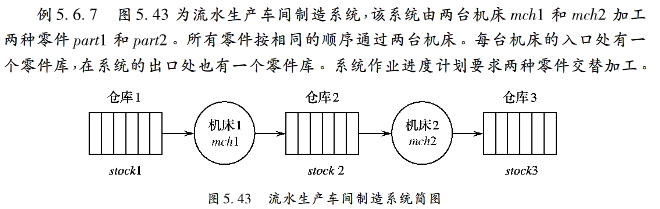 例 5.6.7 图 5.43 为流水生产车间制造系统,该系统由两台机床 mch1 和 mch2 加工
两种零件 part1 和 part2。所有零件按相同的顺序通过两台机床。每台机床的入口处有一
个零件库,在系统的出口处也有一个零件库。系统作业进度计划要求两种零件交替加工。
仓库1 仓库2 仓库3
机床1 机床2
mch1 mch2
stock1 stock 2 stock3
图 5.43 流水生产车间制造系统简图